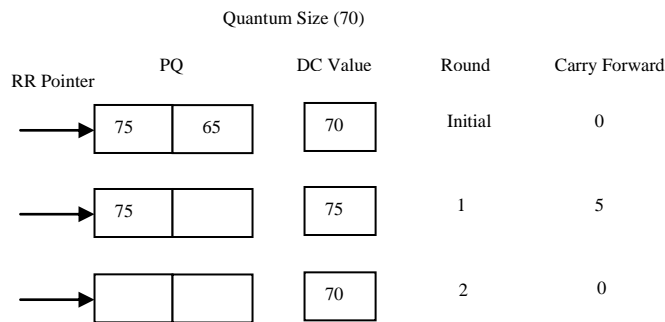 Quantum Size (70)
RR Pointer PQ DC Value Round Carry Forward
75 65 70 Initial 0
75 75 1 5
70 2 0